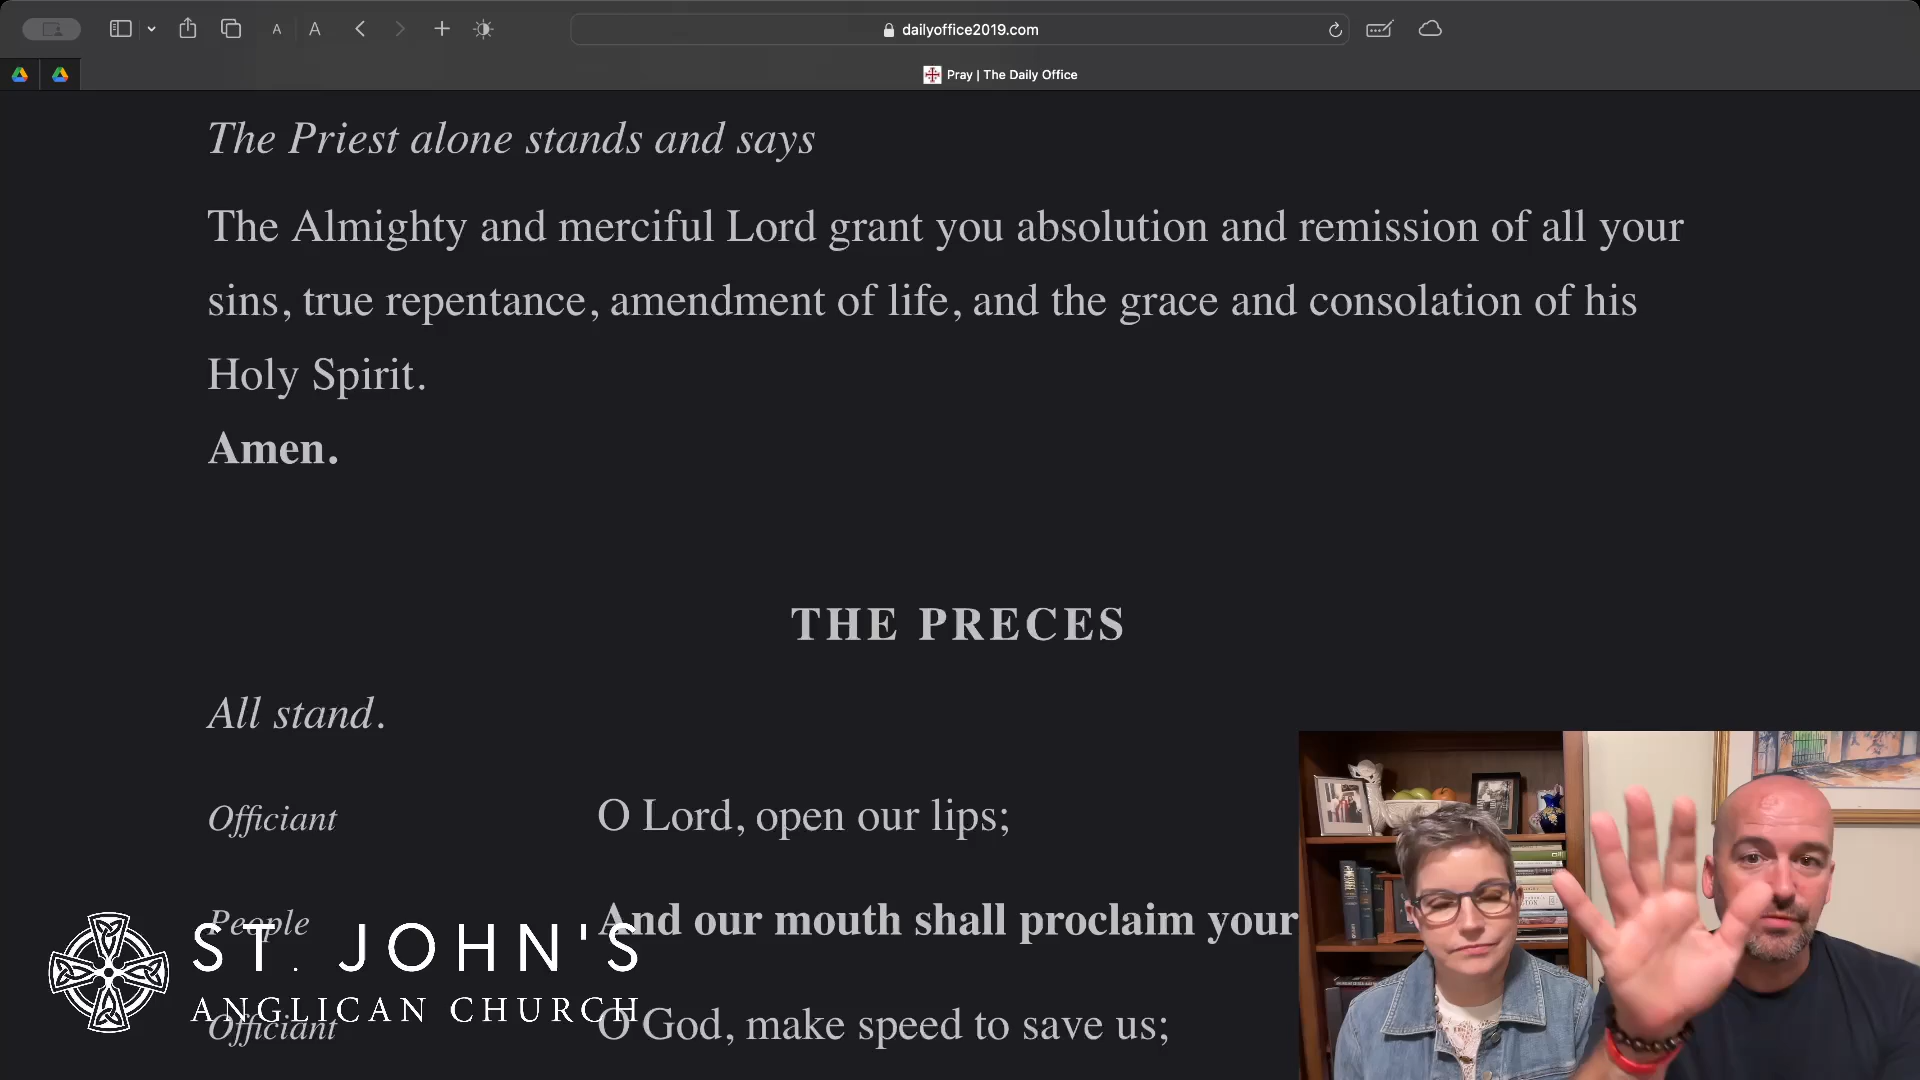 A A
dailyoffice2019.com
Pray | The Daily Office
The Priest alone stands and says
The Almighty and merciful Lord grant you absolution and remission of all your
sins, true repentance, amendment of life, and the grace and consolation of his
Holy Spirit.
Amen.
THE PRECES
All stand.
Officiant O Lord, open our lips;
People And our mouth shall proclaim your
ST. JOHN'S
ANGLICAN CHURCH
Officiant O God, make speed to save us;